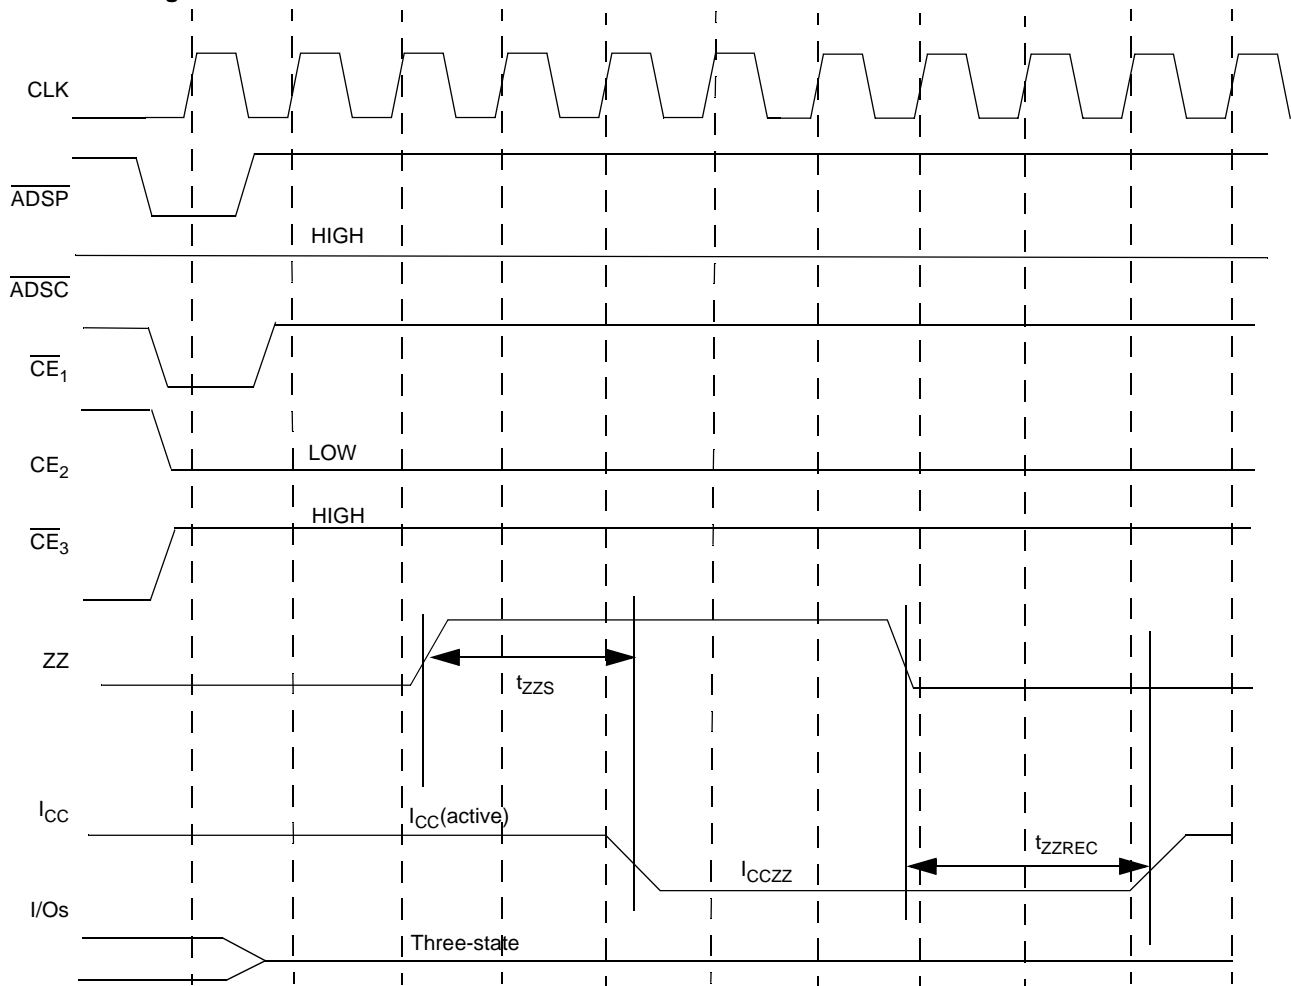 CLK
ADSP
HIGH
ADSC
CE1
LOW
CE2
HIGH
CE3
ZZ
tZZS
ICC
ICC(active)
tZZREC
ICCZZ
I/Os
Three-state